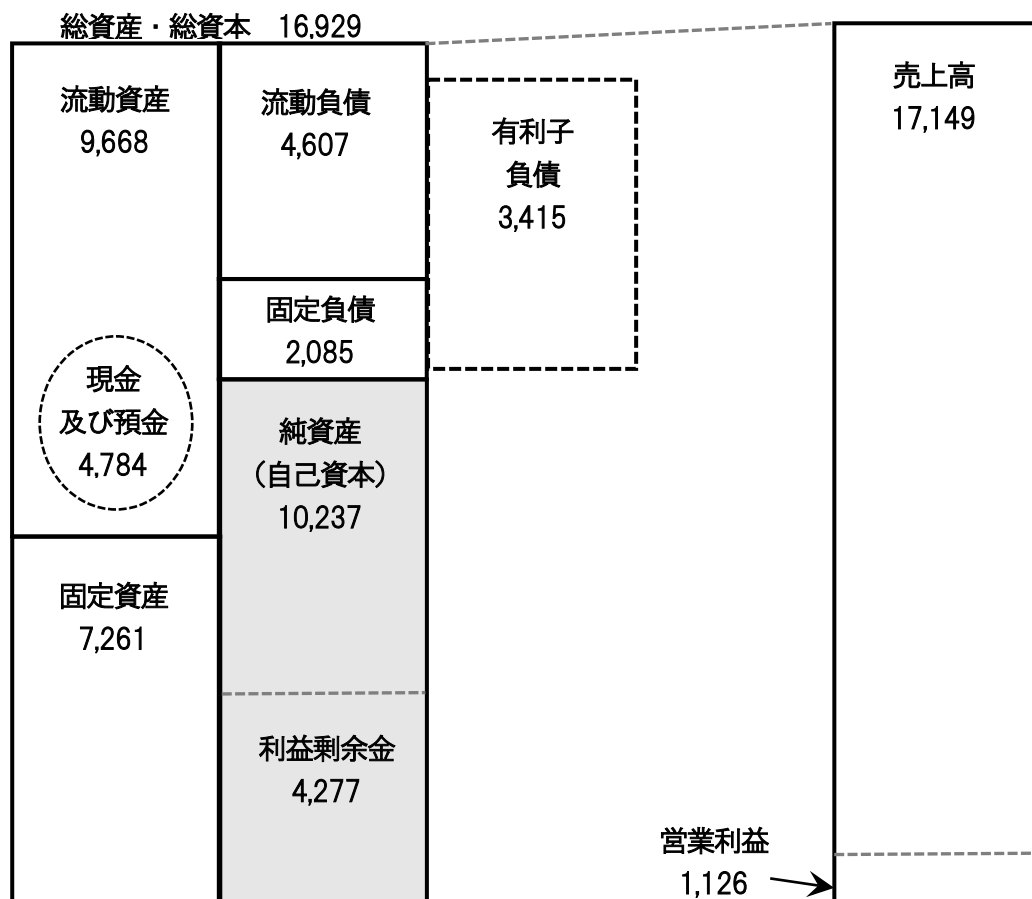 総資産・総資本 16,929
流動資産
9,668
流動負債
4,607
有利子
負債
3,415
売上高
17,149
固定負債
2,085
現金
及び預金
4,784
純資産
（自己資本）
10,237
固定資産
7,261
利益剰余金
4,277
営業利益
1,126